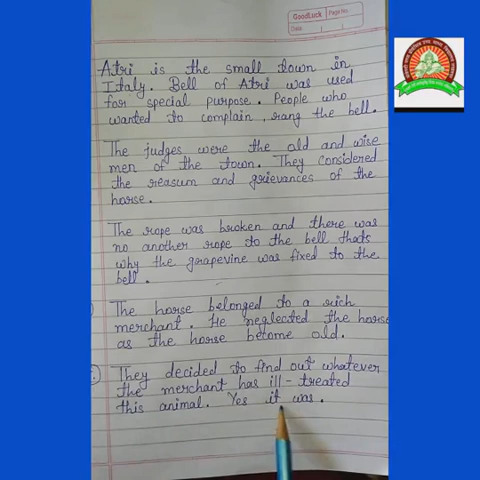 GoodLuck
Page No.
Date:
Atri is the small town in
Italy. Bell of Atri was used
for special purpose. People who
wanted to complain, rang the bell.
The judges were the old and wise
men of the town. They considered
the reasum and grievances of the
horse.
The rope was broken and there was
no another rope to the bell thats
why the grapevine was fixed to the
bell.
The horse belonged to a rich
merchant. He neglected the horse
as the horse become old.
They decided to find out whatever
the merchant has ill-treated
this animal. Yes it was.